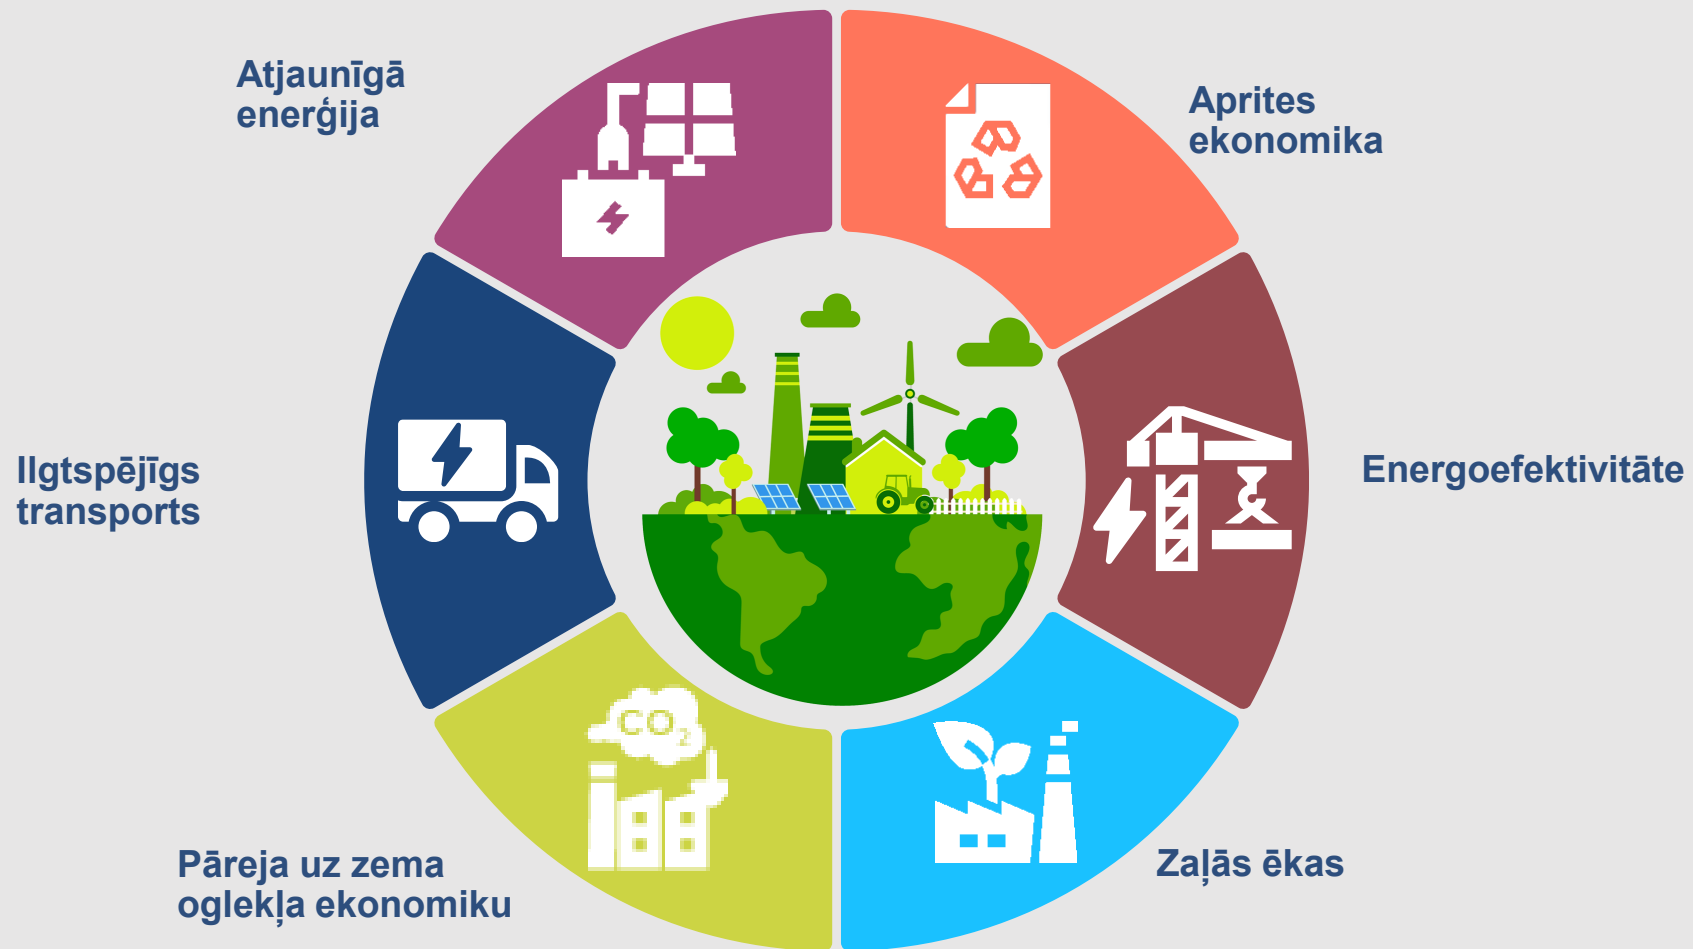 Atjaunīgā
enerģija
Aprites
ekonomika
Ilgtspējīgs
transports
Energoefektivitāte
CO2
Pāreja uz zema
oglekļa ekonomiku
Zaļās ēkas